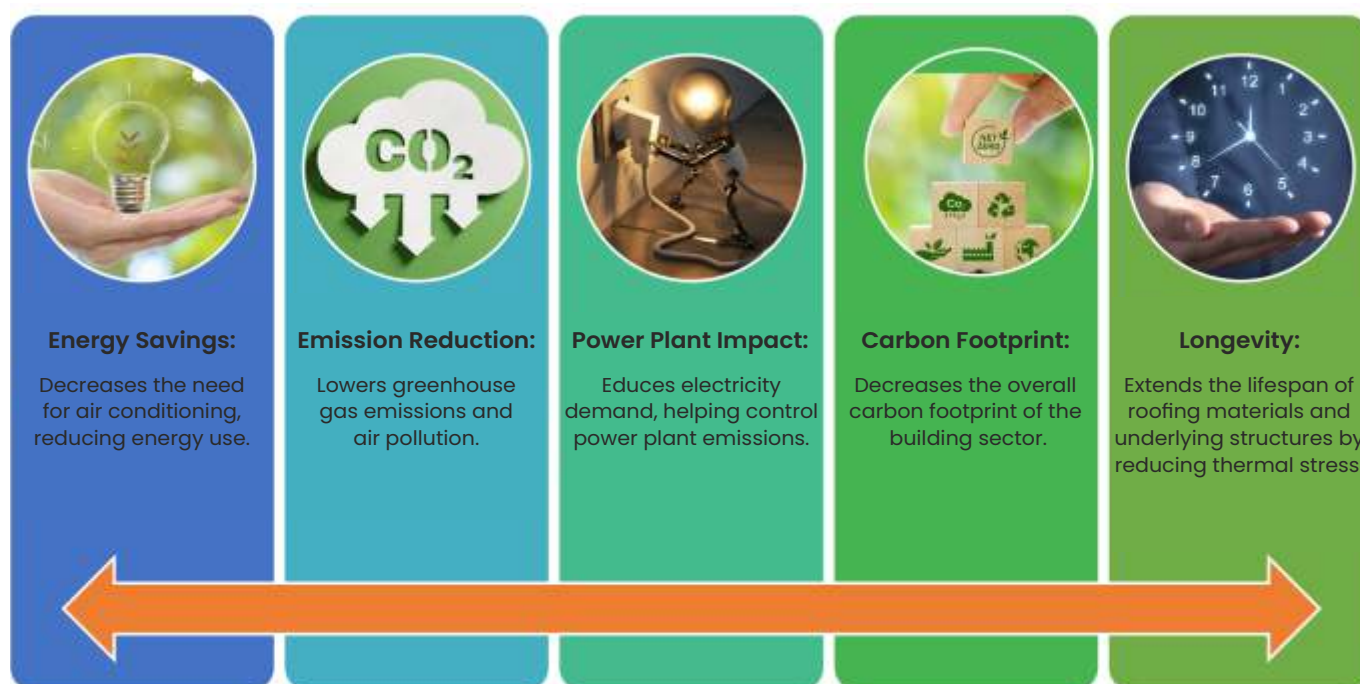 CO₂
NET
ZERO
CO₂
12
1
2
3
4
5
6
7
8
9
10
11
Energy Savings:
Decreases the need
for air conditioning,
reducing energy use.
Emission Reduction:
Lowers greenhouse
gas emissions and
air pollution.
Power Plant Impact:
Educes electricity
demand, helping control
power plant emissions.
Carbon Footprint:
Decreases the overall
carbon footprint of the
building sector.
Longevity:
Extends the lifespan of
roofing materials and
underlying structures by
reducing thermal stress